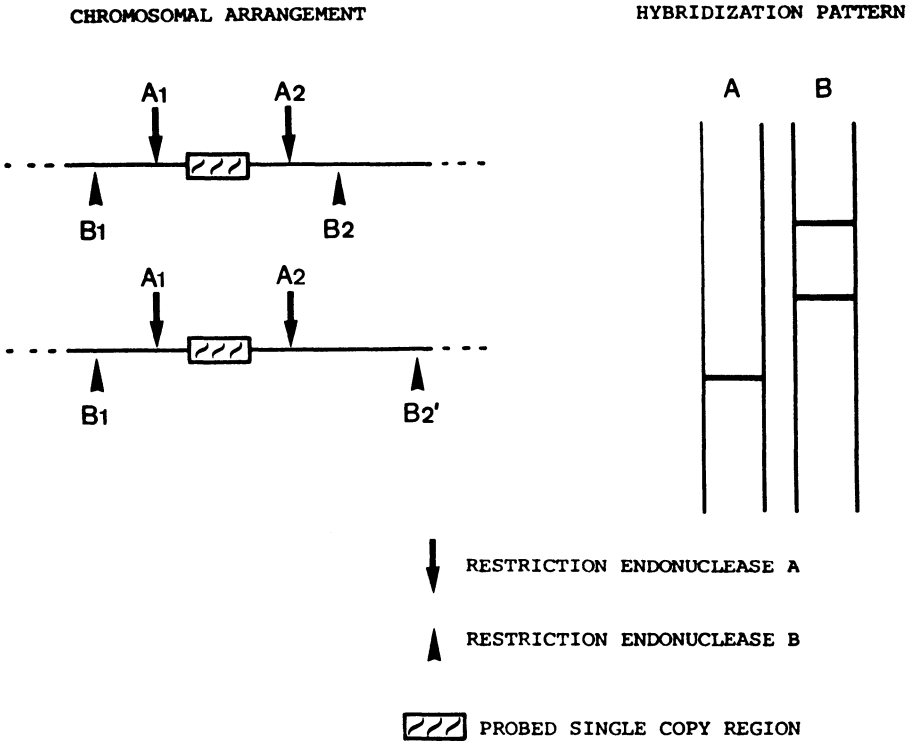 CHROMOSOMAL ARRANGEMENT
HYBRIDIZATION PATTERN
A1 A2
B1 B2
A1 A2
B1 B2'
A B
RESTRICTION ENDONUCLEASE A
RESTRICTION ENDONUCLEASE B
PROBED SINGLE COPY REGION